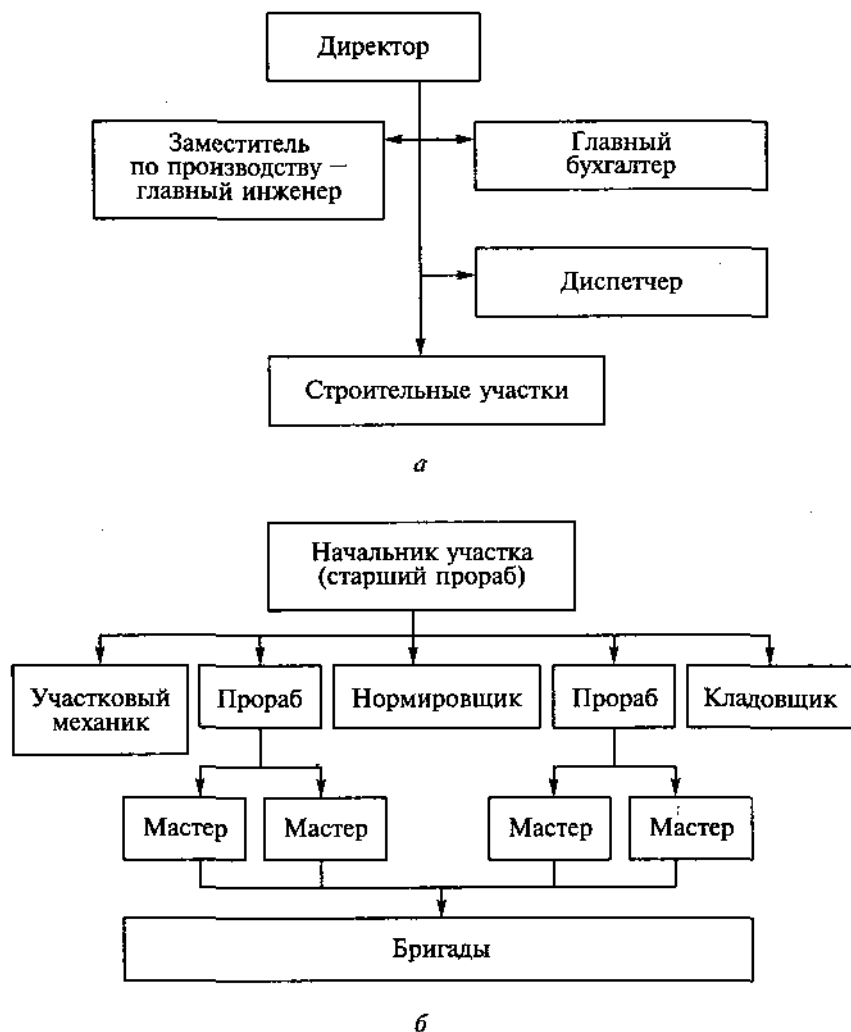 Директор
Заместитель
по производству —
главный инженер
Главный
бухгалтер
Диспетчер
Строительные участки
а
Начальник участка
(старший прораб)
Участковый
механик
Прораб
Нормировщик
Прораб
Кладовщик
Мастер
Мастер
Мастер
Мастер
Бригады
б